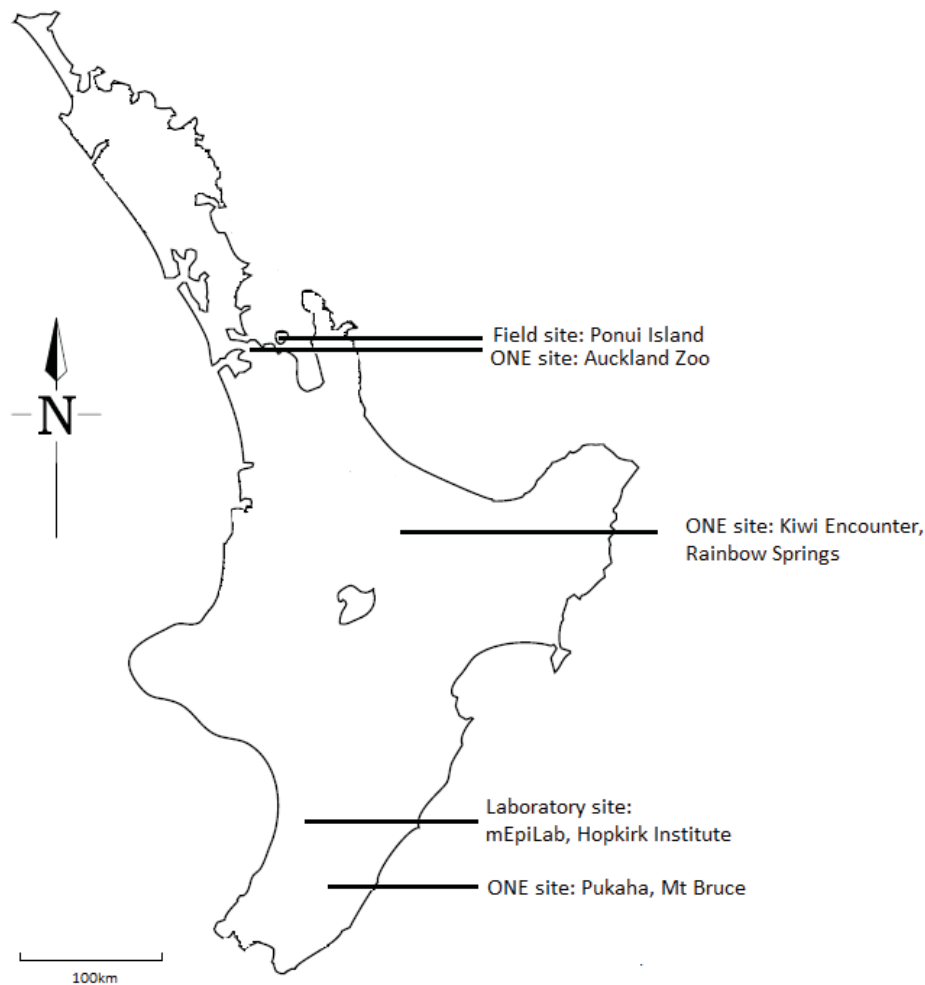 Field site: Ponui Island
ONE site: Auckland Zoo
N
ONE site: Kiwi Encounter,
Rainbow Springs
Laboratory site:
mEpiLab, Hopkirk Institute
ONE site: Pukaha, Mt Bruce
100km